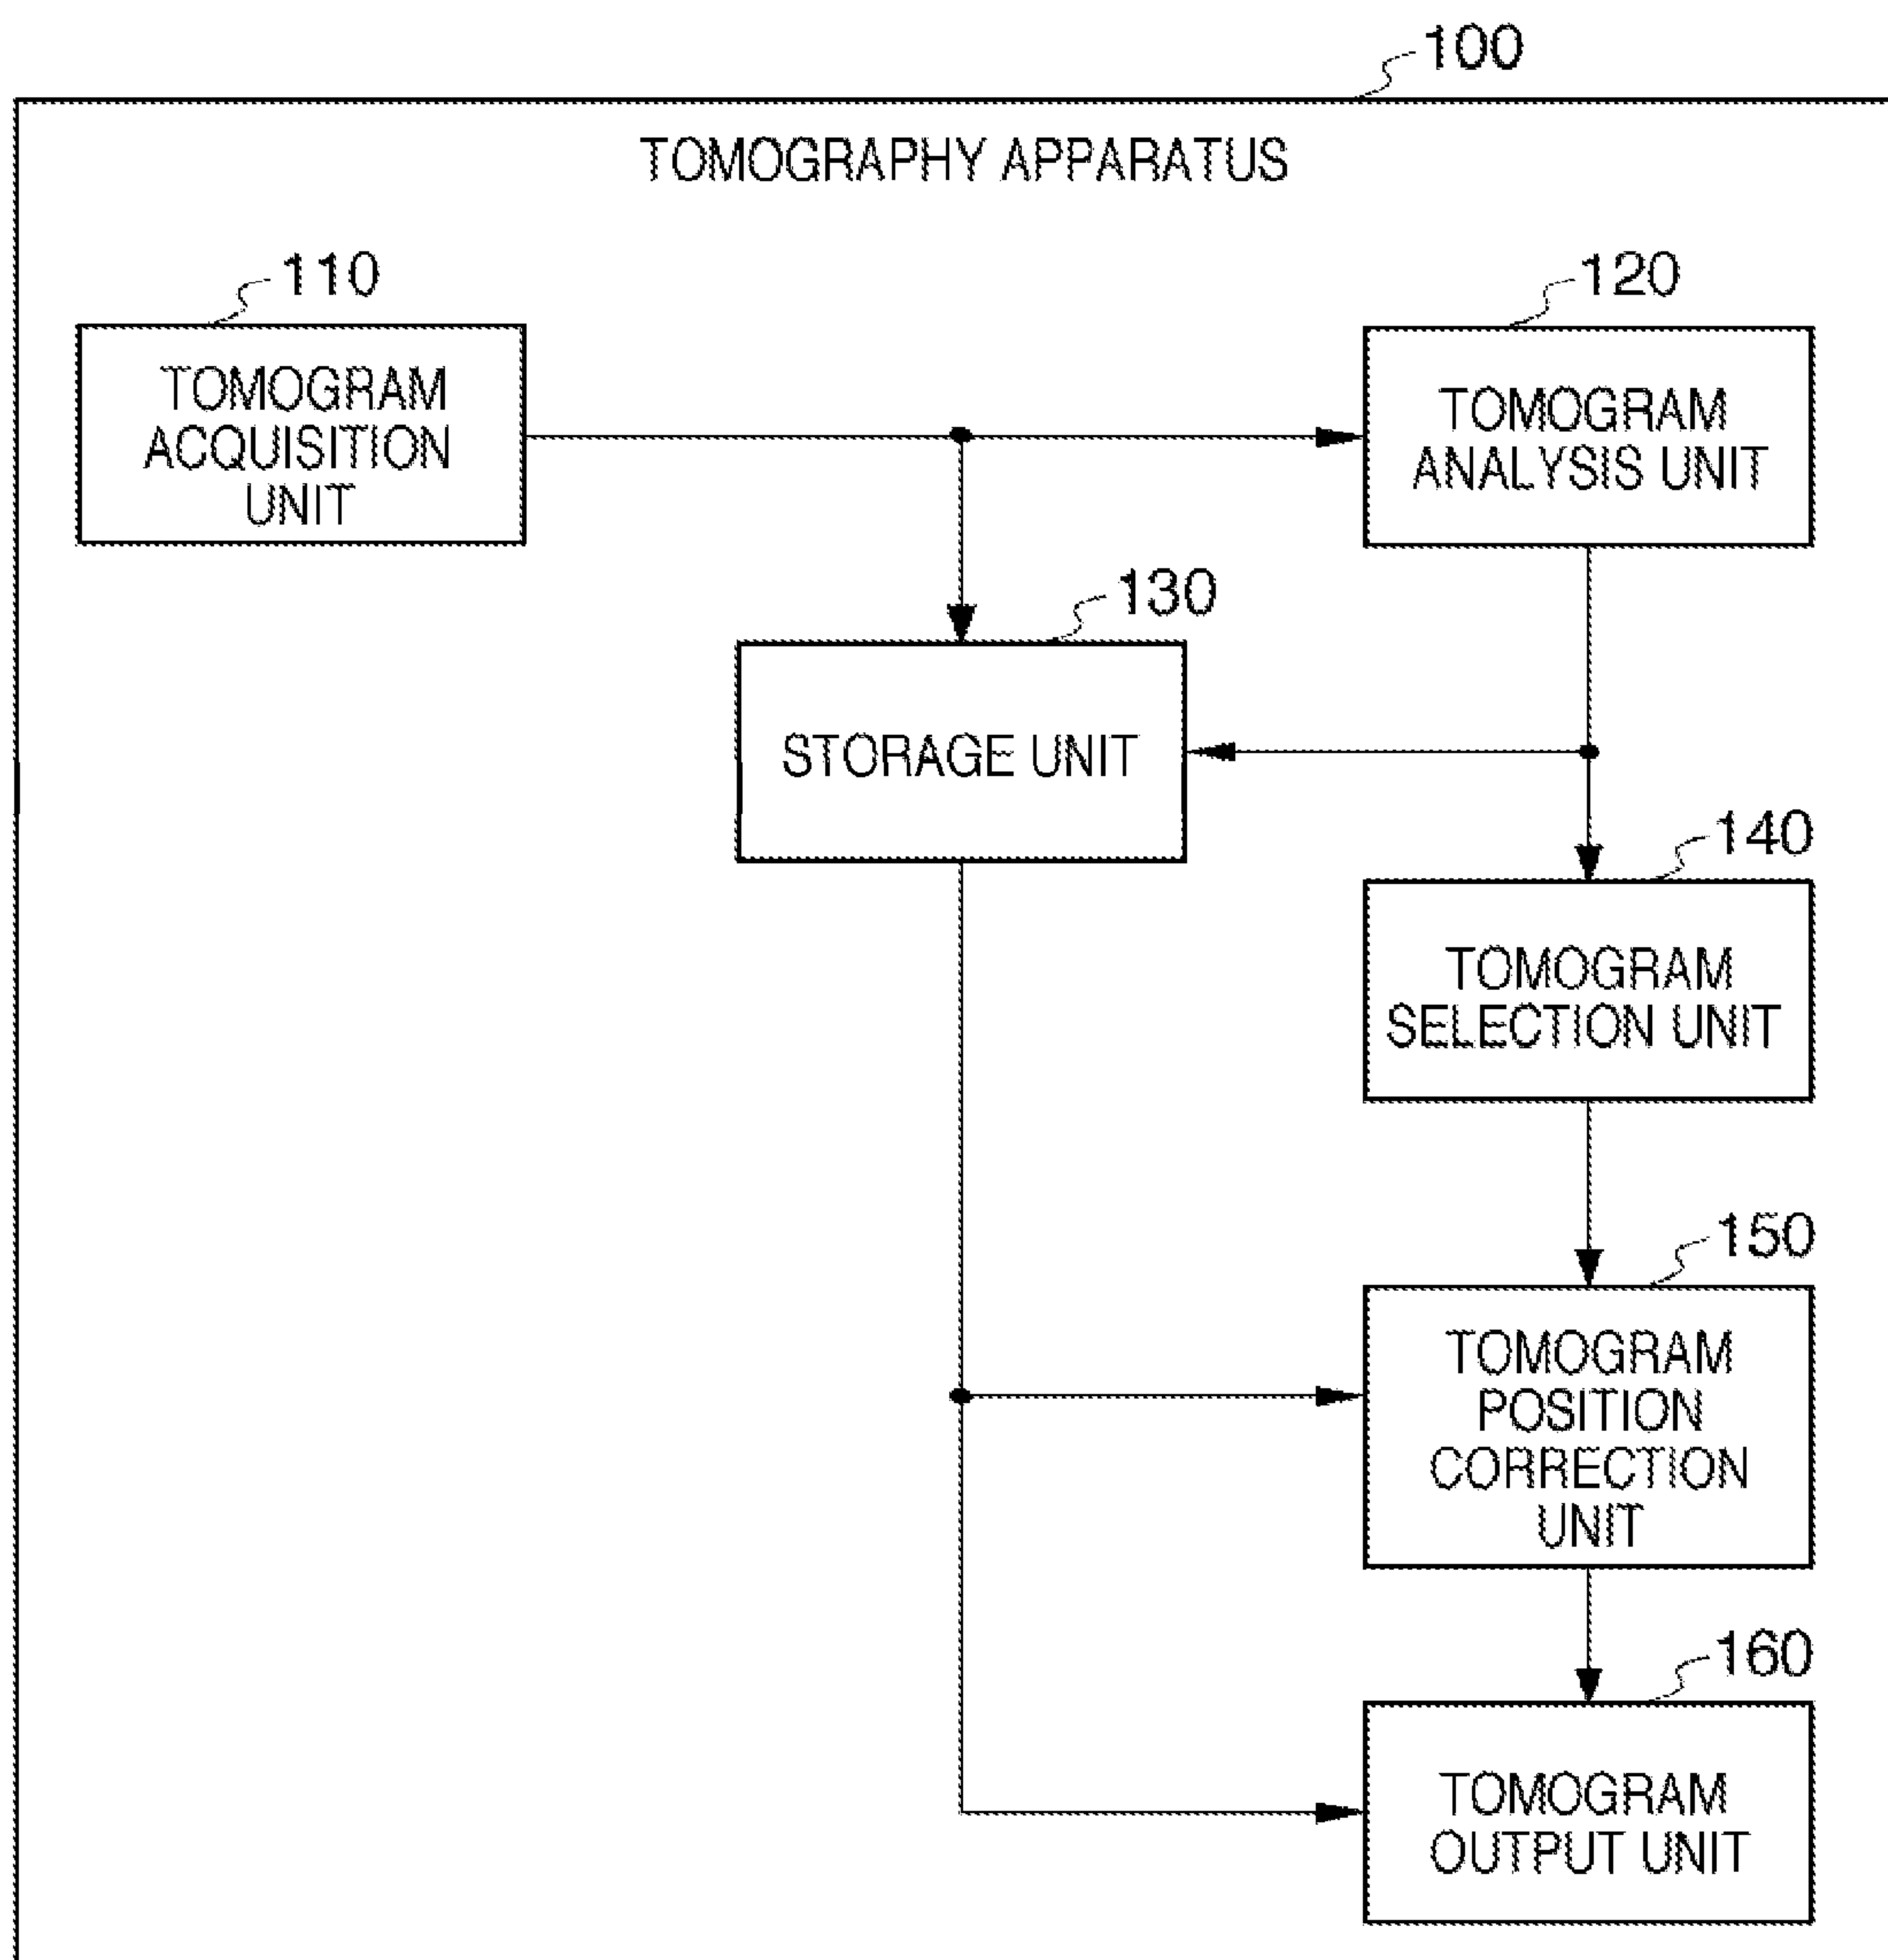 100
TOMOGRAPHY APPARATUS
110
TOMOGRAM
ACQUISITION
UNIT
120
TOMOGRAM
ANALYSIS UNIT
130
STORAGE UNIT
140
TOMOGRAM
SELECTION UNIT
150
TOMOGRAM
POSITION
CORRECTION
UNIT
160
TOMOGRAM
OUTPUT UNIT